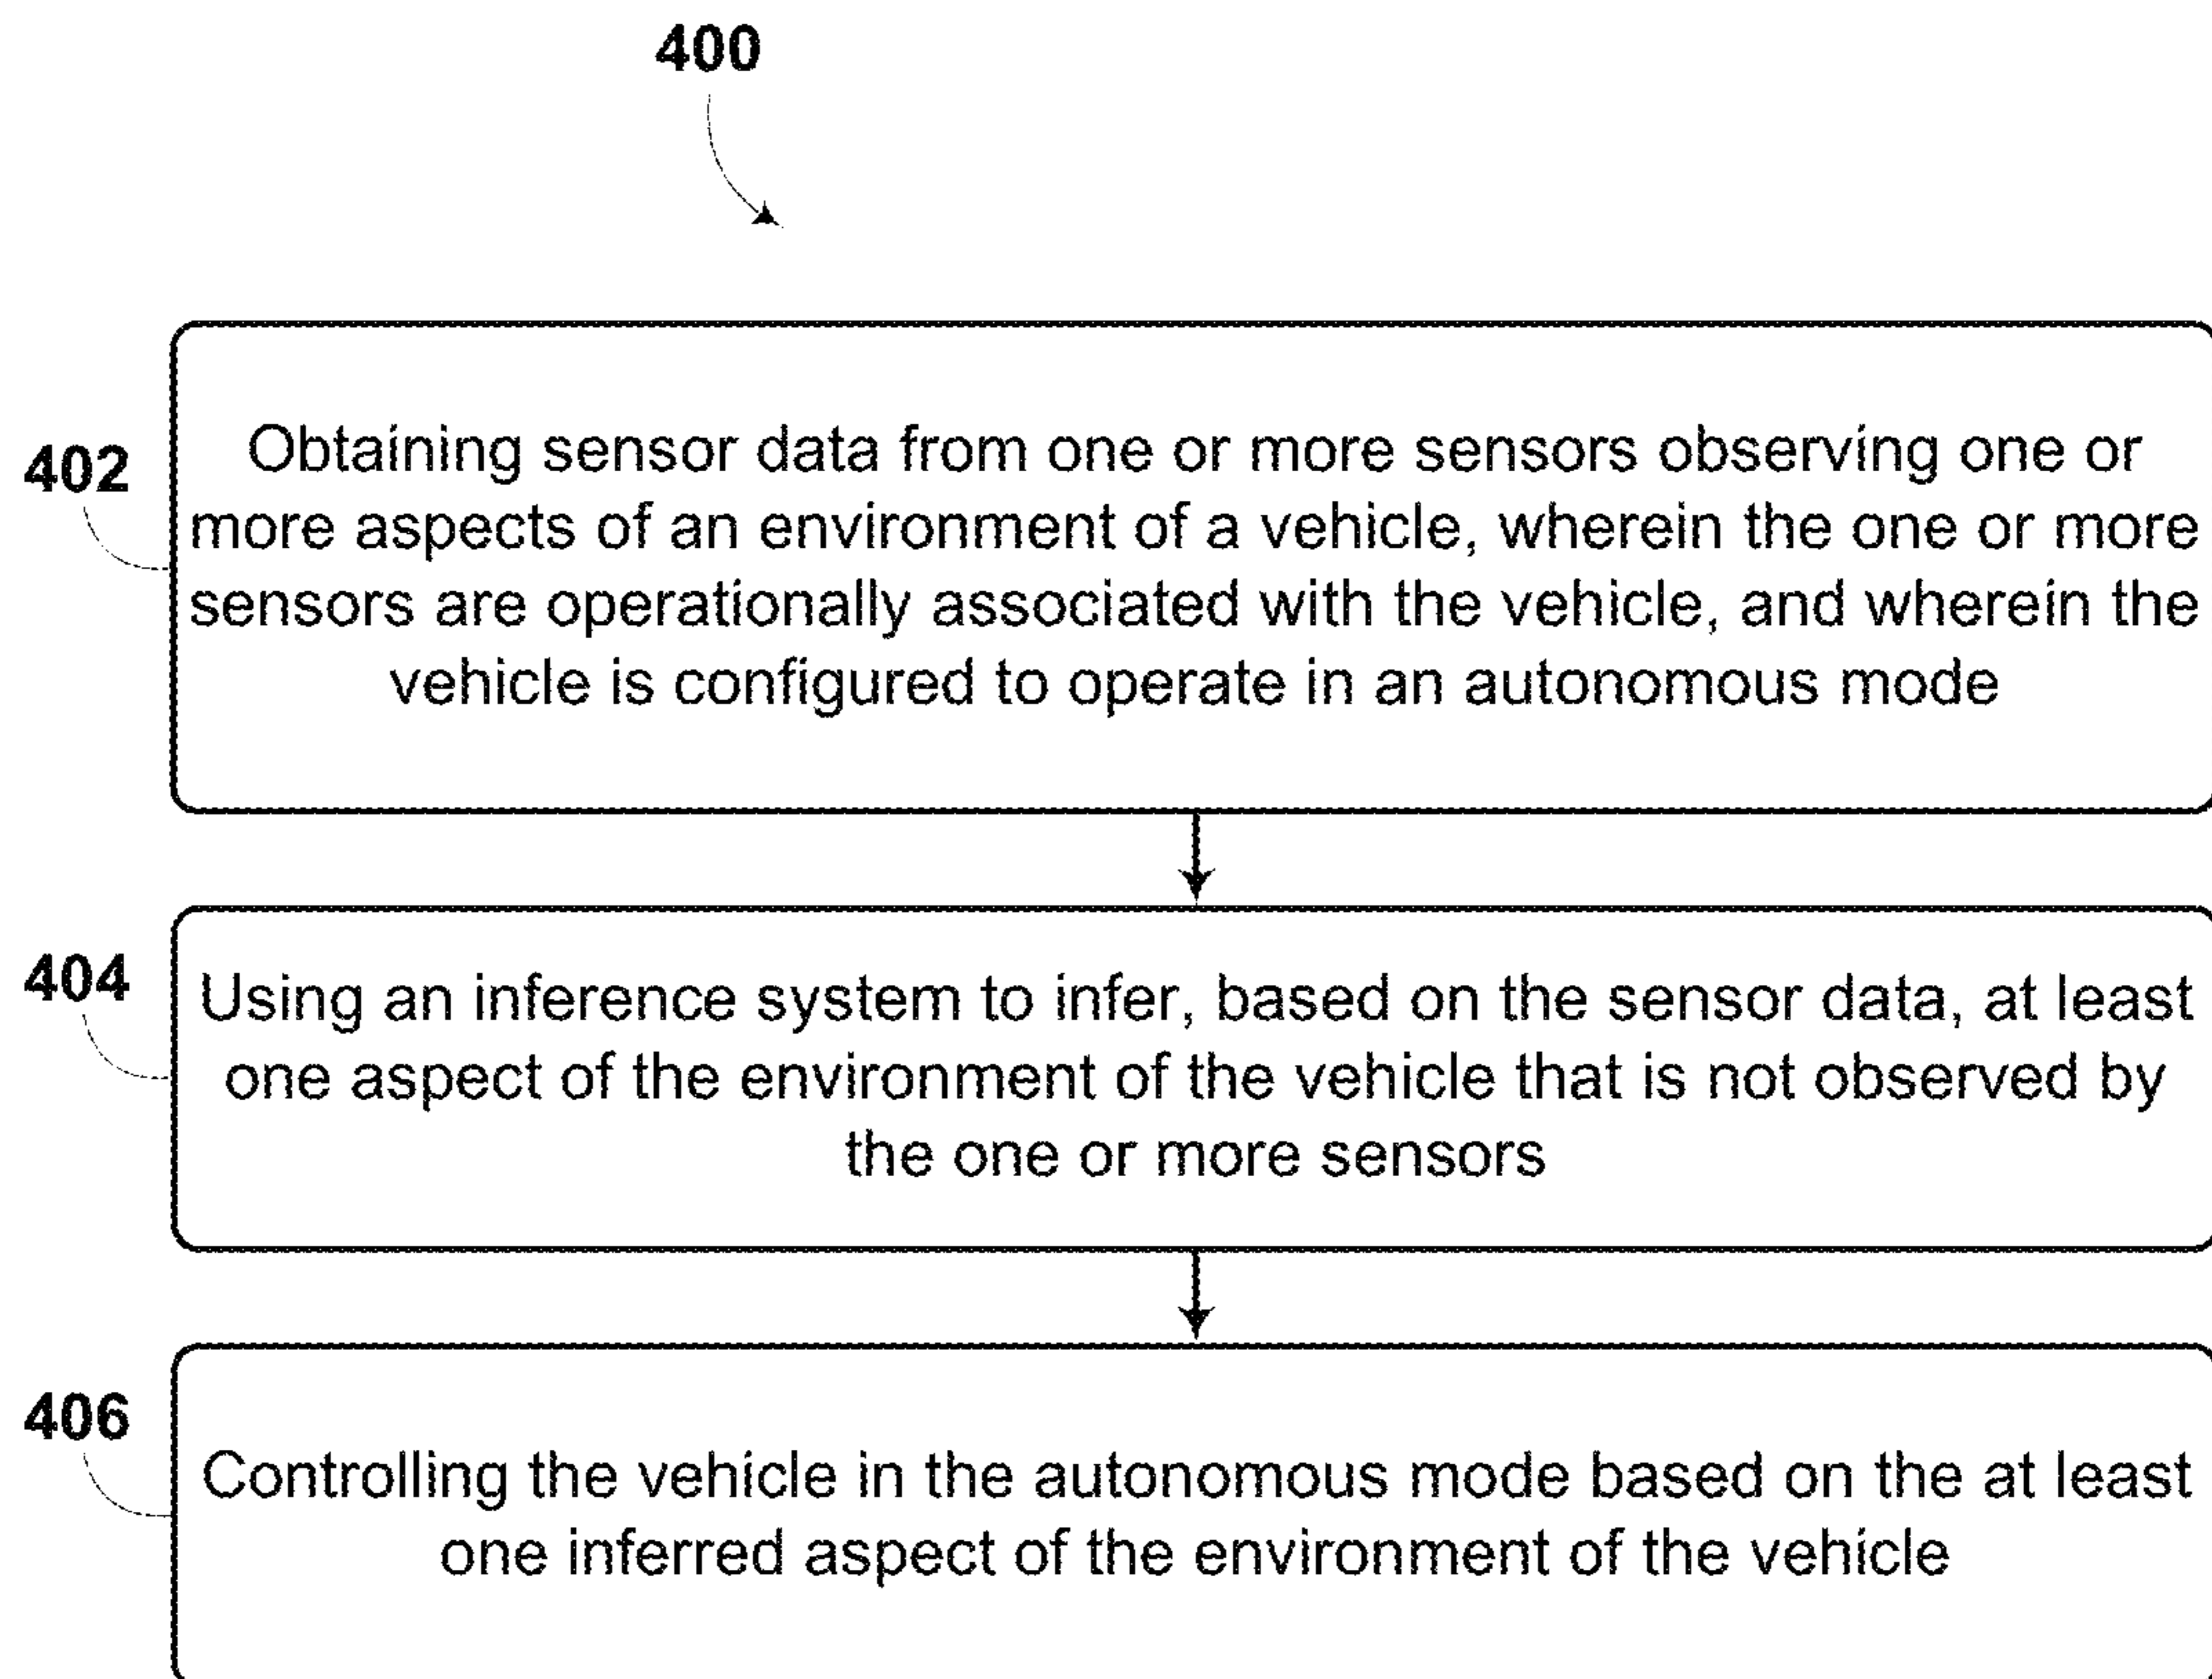 400
402
Obtaining sensor data from one or more sensors observing one or
more aspects of an environment of a vehicle, wherein the one or more
sensors are operationally associated with the vehicle, and wherein the
vehicle is configured to operate in an autonomous mode
404
Using an inference system to infer, based on the sensor data, at least
one aspect of the environment of the vehicle that is not observed by
the one or more sensors
406
Controlling the vehicle in the autonomous mode based on the at least
one inferred aspect of the environment of the vehicle